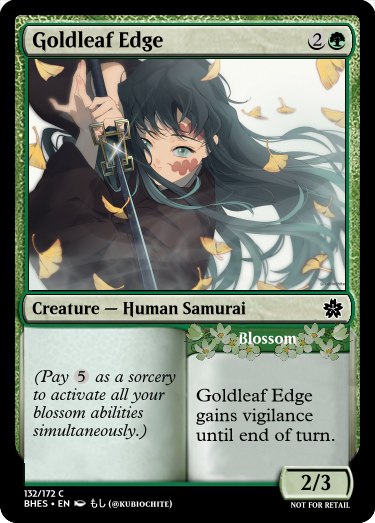 Goldleaf Edge 2
Creature — Human Samurai
Blossom
(Pay 5 as a sorcery
to activate all your
blossom abilities
simultaneously.)
Goldleaf Edge
gains vigilance
until end of turn.
2/3
132/172 C
BHES • EN もし (@KUBIOCHITE)
NOT FOR RETAIL